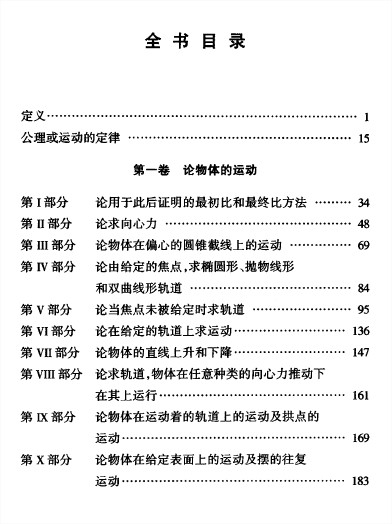 全书目录
定义…………………………………………………… 1
公理或运动的定律 …………………………………… 15
第一卷 论物体的运动
第 I 部分 论用于此后证明的最初比和最终比方法 ……… 34
第 II 部分 论求向心力 ……………………………… 48
第 III 部分 论物体在偏心的圆锥截线上的运动 ………… 69
第 IV 部分 论由给定的焦点,求椭圆形、抛物线形
和双曲线形轨道 ……………………………… 84
第 V 部分 论当焦点未被给定时求轨道 ……………… 95
第 VI 部分 论在给定的轨道上求运动………………… 136
第 VII 部分 论物体的直线上升和下降………………… 147
第 VIII 部分 论求轨道,物体在任意种类的向心力推动下
在其上运行…………………………………… 161
第 IX 部分 论物体在运动着的轨道上的运动及拱点的
运动…………………………………………… 169
第 X 部分 论物体在给定表面上的运动及摆的往复
运动…………………………………………… 183